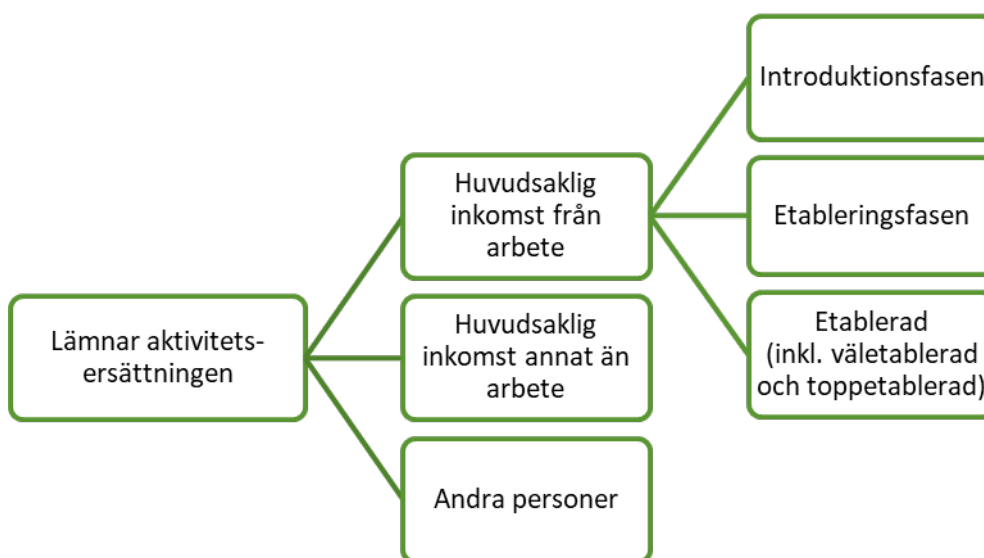 Lämnar aktivitets-
ersättningen
Huvudsaklig
inkomst från
arbete
Huvudsaklig
inkomst annat än
arbete
Andra personer
Introduktionsfasen
Etableringsfasen
Etablerad
(inkl. väletablerad
och toppetablerad)